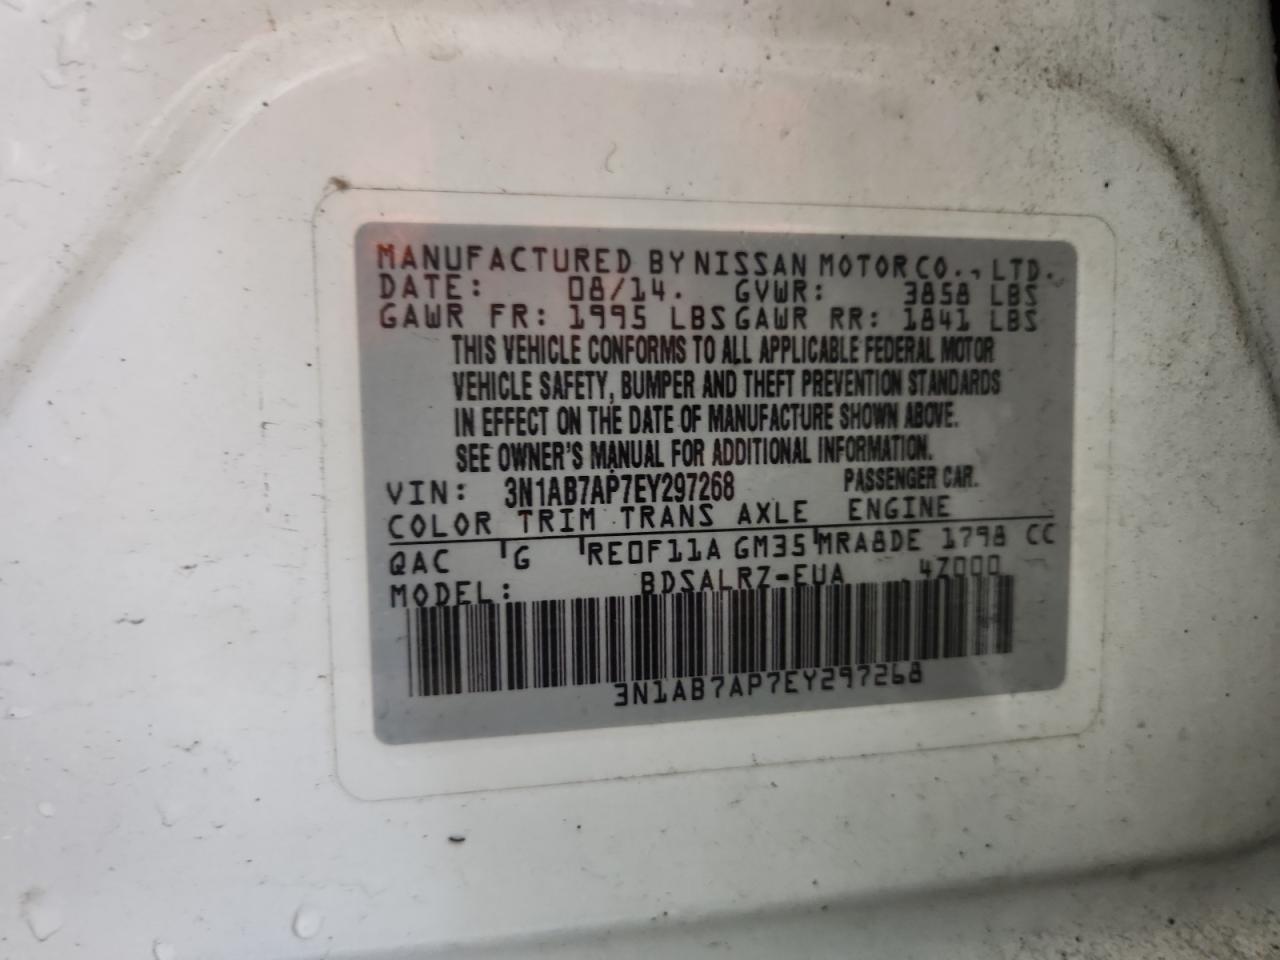 MANUFACTURED BY NISSAN MOTOR CO., LTD.
DATE: 08/14. GVWR: 3858 LBS
GAWR FR: 1995 LBS GAWR RR: 1841 LBS
THIS VEHICLE CONFORMS TO ALL APPLICABLE FEDERAL MOTOR
VEHICLE SAFETY, BUMPER AND THEFT PREVENTION STANDARDS
IN EFFECT ON THE DATE OF MANUFACTURE SHOWN ABOVE.
SEE OWNER'S MANUAL FOR ADDITIONAL INFORMATION.
VIN: 3N1AB7AP7EY297268 PASSENGER CAR.
COLOR TRIM TRANS AXLE ENGINE
QAC G RE0F11A GM35 MRA8DE 1798 CC
MODEL: BDSALRZ-EUA 4Z000
3N1AB7AP7EY297268